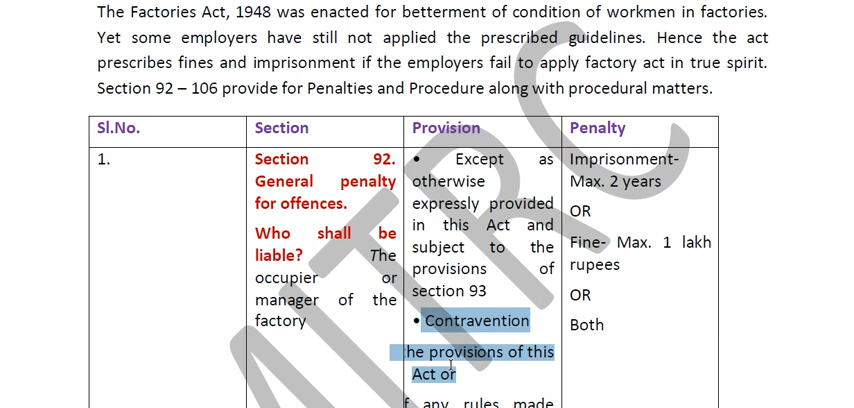 The Factories Act, 1948 was enacted for betterment of condition of workmen in factories.
Yet some employers have still not applied the prescribed guidelines. Hence the act
prescribes fines and imprisonment if the employers fail to apply factory act in true spirit.
Section 92 – 106 provide for Penalties and Procedure along with procedural matters.
Sl.No.
Section
Provision
Penalty
1.
Section 92.
General penalty
for offences.
Who shall be
liable? The
occupier or
manager of the
factory
• Except as
otherwise
expressly provided
in this Act and
subject to the
provisions of
section 93
• Contravention
he provisions of this
Act or
f any rules made
Imprisonment-
Max. 2 years
OR
Fine- Max. 1 lakh
rupees
OR
Both
MTRC